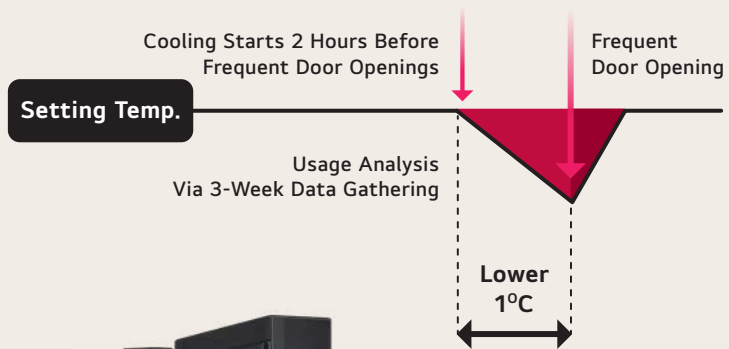 Cooling Starts 2 Hours Before
Frequent Door Openings
Frequent
Door Opening
Setting Temp.
Usage Analysis
Via 3-Week Data Gathering
Lower
1⁰C